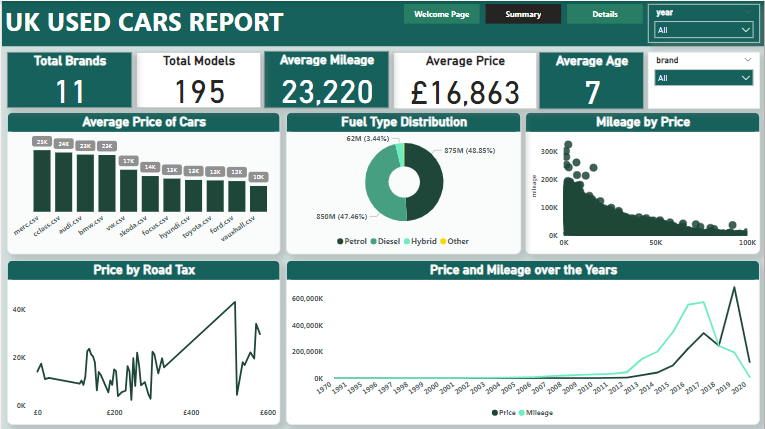 UK USED CARS REPORT
Welcome Page
Summary
Details
year
All
brand
All
Total Brands
11
Total Models
195
Average Mileage
23,220
Average Price
£16,863
Average Age
7
Average Price of Cars
25K 24K 23K 23K 17K 14K 13K 13K 13K 13K 10K
merc.csv cclass.csv audi.csv bmw.csv vw.csv skoda.csv focus.csv hyundi.csv toyota.csv ford.csv vauxhall.csv
Fuel Type Distribution
62M (3.44%)
875M (48.85%)
850M (47.46%)
Petrol Diesel Hybrid Other
Mileage by Price
mileage
300K
200K
100K
0K
0K 50K 100K
Price by Road Tax
40K
20K
0K
£0 £200 £400 £600
Price and Mileage over the Years
600,000K
400,000K
200,000K
0K
1970 1991 1995 1996 1997 1998 1999 2000 2001 2002 2003 2004 2005 2006 2007 2008 2009 2010 2011 2012 2013 2014 2015 2016 2017 2018 2019 2020
Price Mileage